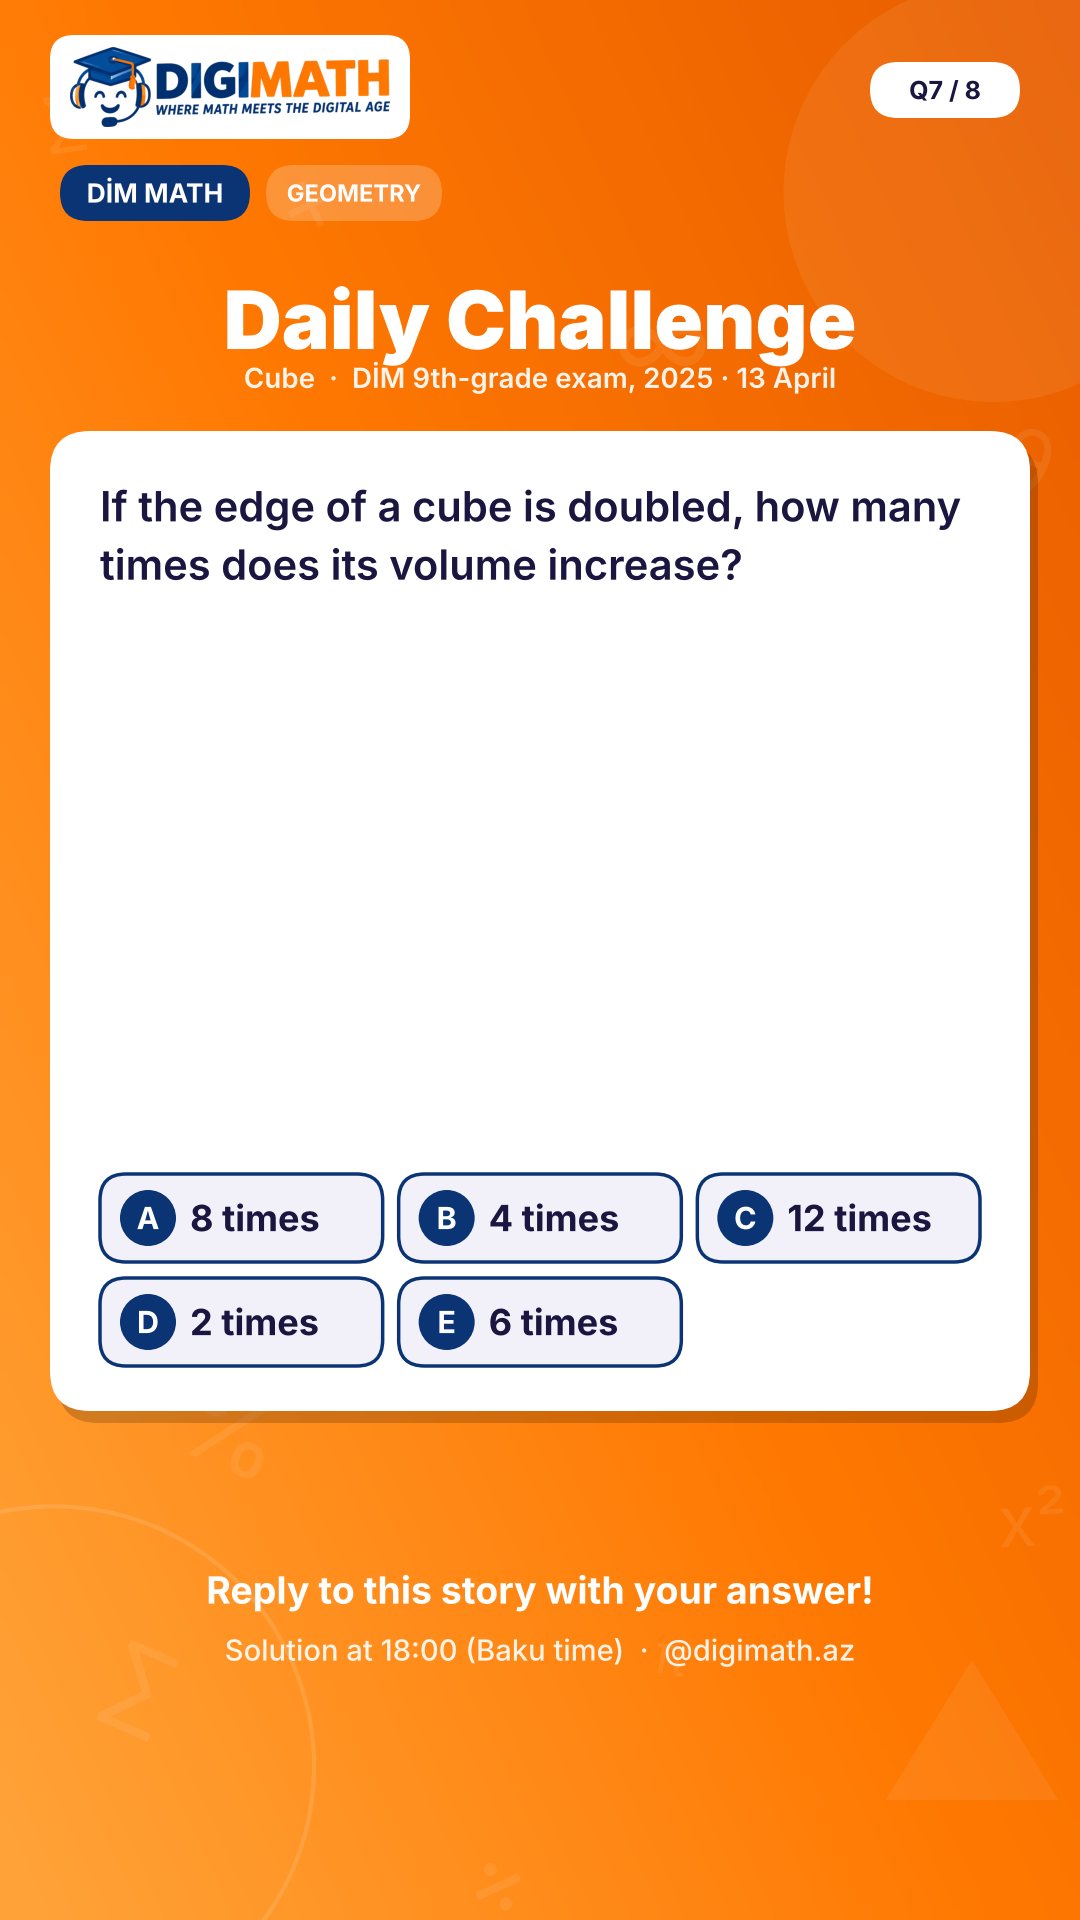 DIGIMATH
WHERE MATH MEETS THE DIGITAL AGE
Q7 / 8
DİM MATH
GEOMETRY
Daily Challenge
Cube · DİM 9th-grade exam, 2025 · 13 April
If the edge of a cube is doubled, how many
times does its volume increase?
A 8 times
B 4 times
C 12 times
D 2 times
E 6 times
%
x²
Reply to this story with your answer!
Solution at 18:00 (Baku time) · @digimath.az
Σ
÷